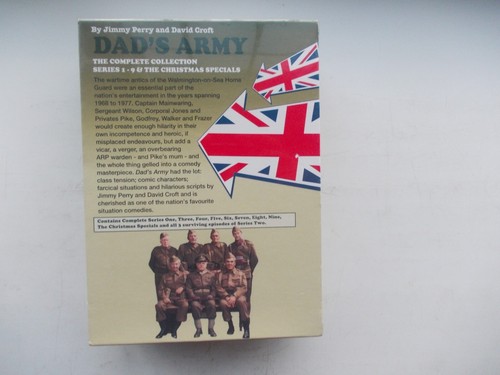 By Jimmy Perry and David Croft
DAD'S ARMY
THE COMPLETE COLLECTION
SERIES 1 - 9 & THE CHRISTMAS SPECIALS
The wartime antics of the Walmington-on-Sea Home
Guard were an essential part of the
nation's entertainment in the years spanning
1968 to 1977. Captain Mainwaring,
Sergeant Wilson, Corporal Jones and
Privates Pike, Godfrey, Walker and Frazer
would create enough hilarity in their
own incompetence and heroic, if
misplaced endeavours, but add a
vicar, a verger, an overbearing
ARP warden - and Pike's mum - and
the whole thing gelled into a comedy
masterpiece. Dad's Army had the lot:
class tension; comic characters;
farcical situations and hilarious scripts by
Jimmy Perry and David Croft and is
cherished as one of the nation's favourite
situation comedies.
Contains Complete Series One, Three, Four, Five, Six, Seven, Eight, Nine,
The Christmas Specials and all 3 surviving episodes of Series Two.